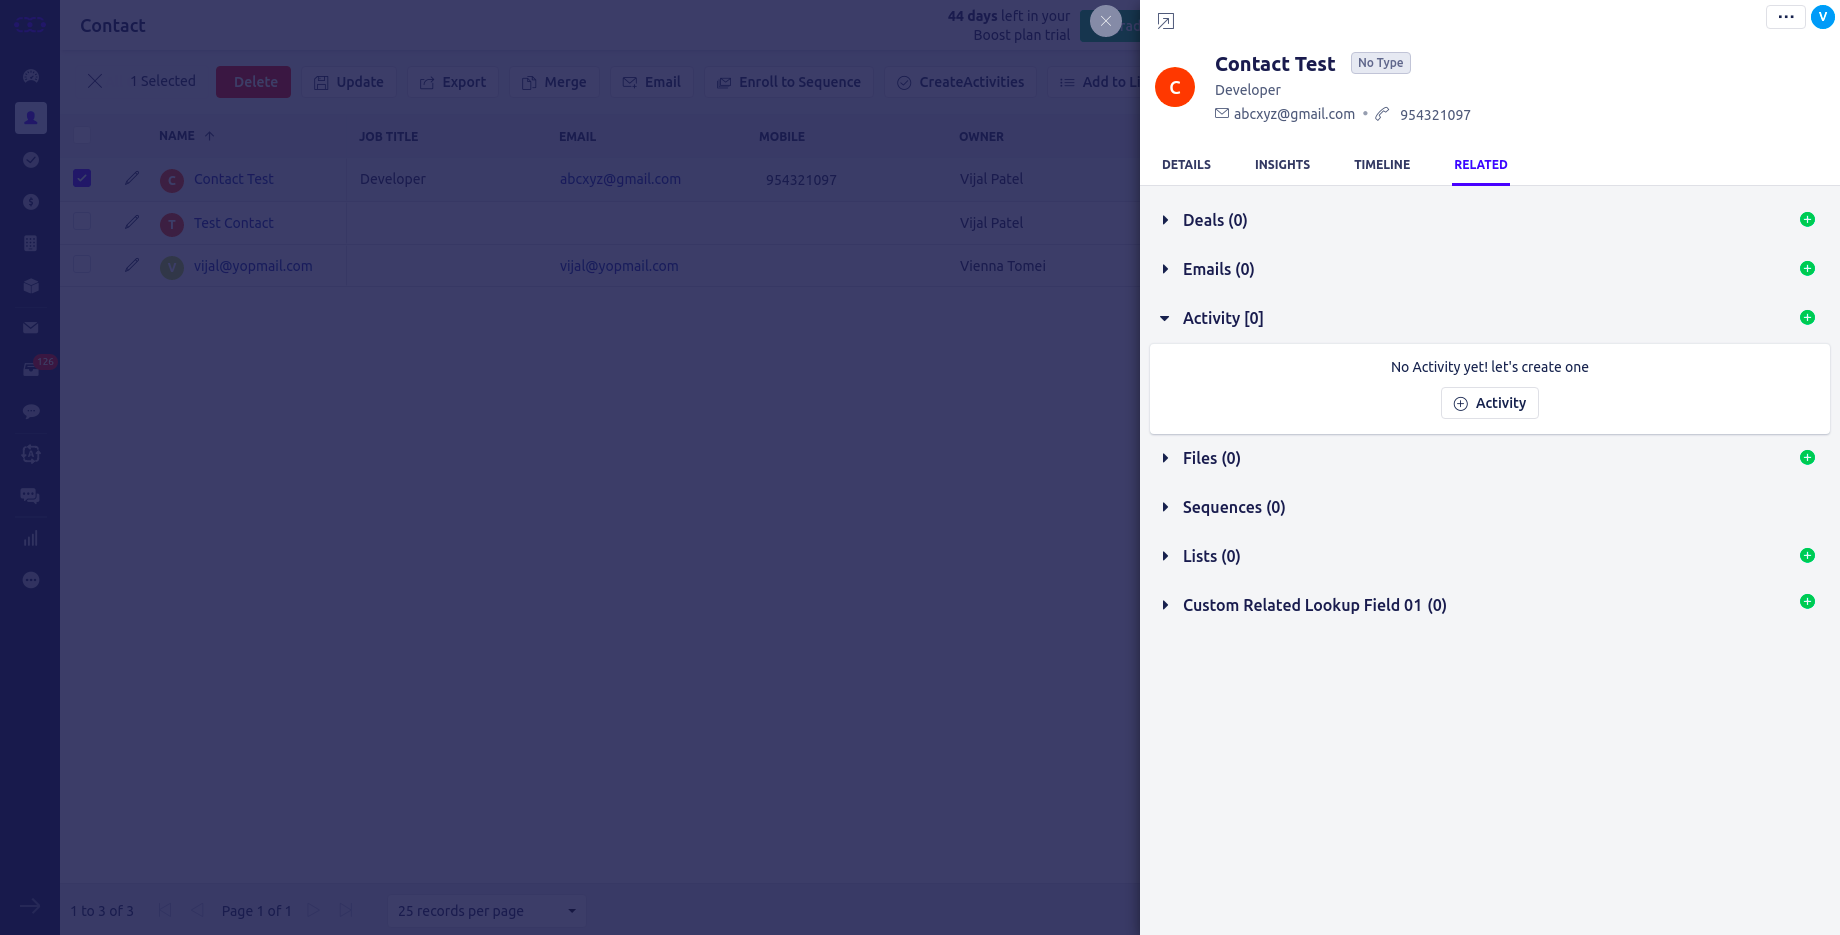 Contact
44 days left in your
Boost plan trial
1 Selected
Delete
Update
Export
Merge
Email
Enroll to Sequence
CreateActivities
Add to Li
NAME
JOB TITLE
EMAIL
MOBILE
OWNER
C
Contact Test
Developer
abcxyz@gmail.com
954321097
Vijal Patel
T
Test Contact
Vijal Patel
V
vijal@yopmail.com
vijal@yopmail.com
Vienna Tomei
126
1 to 3 of 3
Page 1 of 1
25 records per page
V
C
Contact Test
No Type
Developer
abcxyz@gmail.com • 954321097
DETAILS
INSIGHTS
TIMELINE
RELATED
Deals (0)
Emails (0)
Activity [0]
No Activity yet! let's create one
Activity
Files (0)
Sequences (0)
Lists (0)
Custom Related Lookup Field 01 (0)